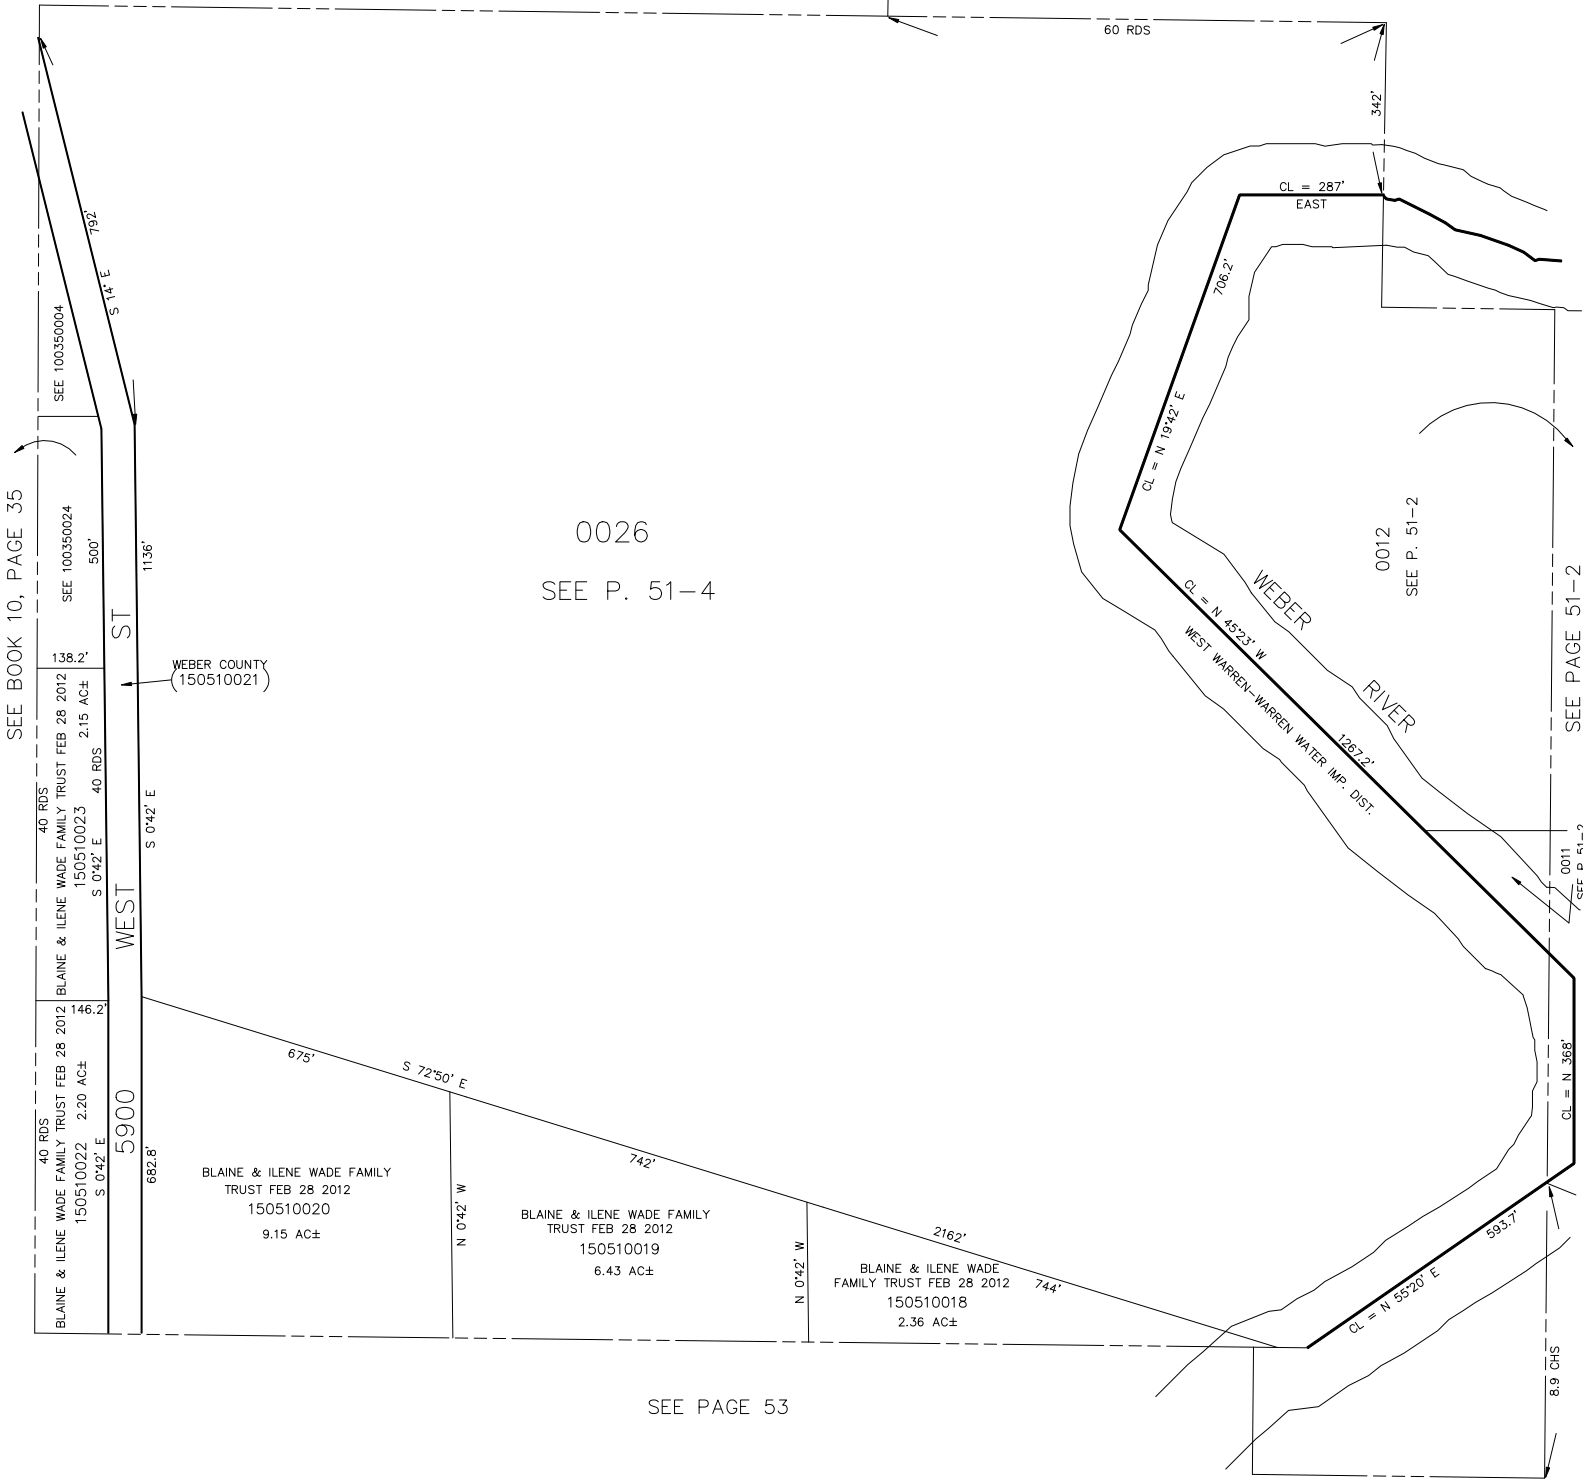 60 RDS
342'
CL = 287'
EAST
792'
S 14° E
706.2'
SEE 100350004
CL = N 19°42' E
SEE BOOK 10, PAGE 35
SEE 100350024
500'
1136'
0026
SEE P. 51-4
0012
SEE P. 51-2
SEE PAGE 51-2
WEBER
RIVER
CL = N 45°23' W
1267.2'
WEST WARREN-WARREN WATER IMP. DIST.
138.2'
WEBER COUNTY
(150510021)
5900 WEST ST
40 RDS
BLAINE & ILENE WADE FAMILY TRUST FEB 28 2012
150510023 2.15 AC±
S 0°42' E 40 RDS
S 0°42' E
0011
SEE P. 51-2
146.2'
40 RDS
BLAINE & ILENE WADE FAMILY TRUST FEB 28 2012
150510022 2.20 AC±
S 0°42' E
682.8'
675'
S 72°50' E
742'
2162'
744'
CL = N 368'
BLAINE & ILENE WADE FAMILY
TRUST FEB 28 2012
150510020
9.15 AC±
N 0°42' W
BLAINE & ILENE WADE FAMILY
TRUST FEB 28 2012
150510019
6.43 AC±
N 0°42' W
BLAINE & ILENE WADE
FAMILY TRUST FEB 28 2012
150510018
2.36 AC±
593.7'
CL = N 55°20' E
8.9 CHS
SEE PAGE 53